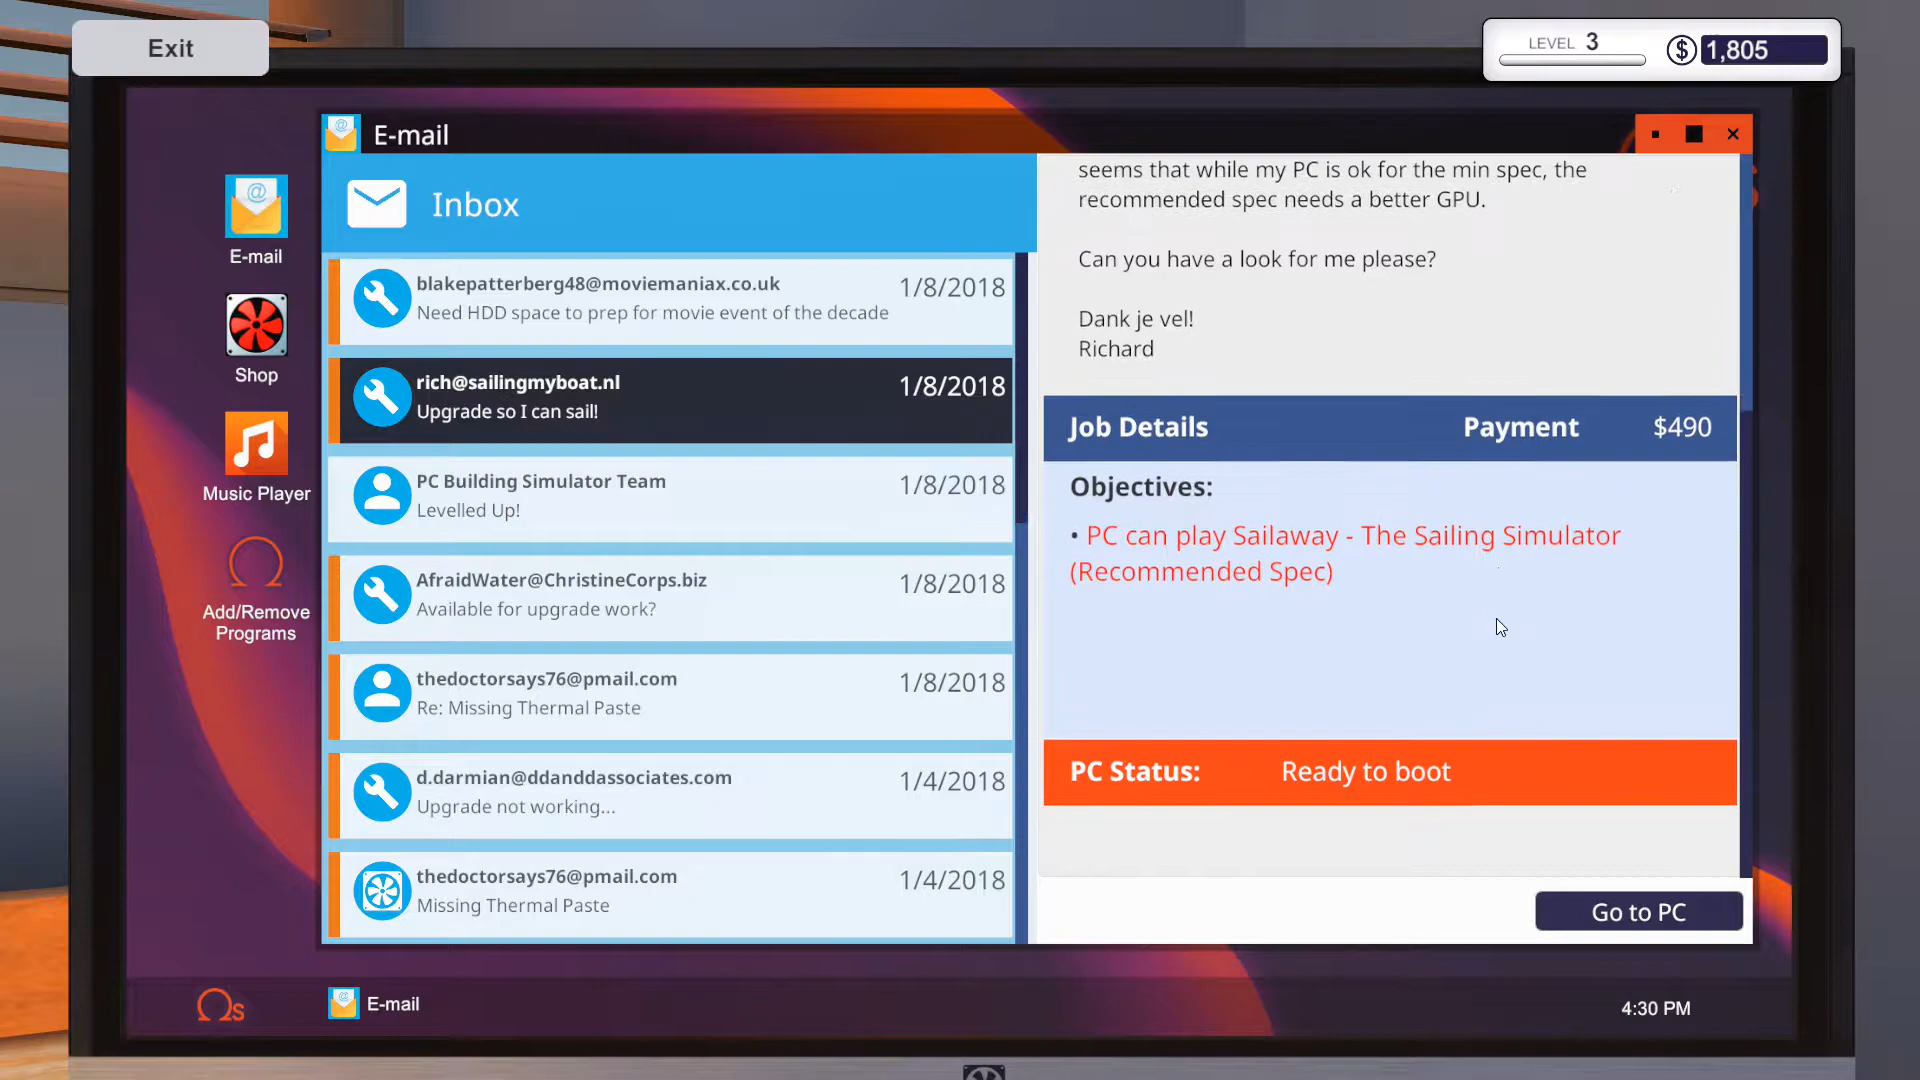 Exit
LEVEL 3
$ 1,805
E-mail
Inbox
E-mail
Shop
Music Player
Add/Remove
Programs
blakepatterberg48@moviemaniax.co.uk 1/8/2018
Need HDD space to prep for movie event of the decade
rich@sailingmyboat.nl 1/8/2018
Upgrade so I can sail!
PC Building Simulator Team 1/8/2018
Levelled Up!
AfraidWater@ChristineCorps.biz 1/8/2018
Available for upgrade work?
thedoctorsays76@pmail.com 1/8/2018
Re: Missing Thermal Paste
d.darmian@ddanddassociates.com 1/4/2018
Upgrade not working...
thedoctorsays76@pmail.com 1/4/2018
Missing Thermal Paste
seems that while my PC is ok for the min spec, the
recommended spec needs a better GPU.
Can you have a look for me please?
Dank je vel!
Richard
Job Details Payment $490
Objectives:
• PC can play Sailaway - The Sailing Simulator
(Recommended Spec)
PC Status: Ready to boot
Go to PC
Ωs
E-mail
4:30 PM